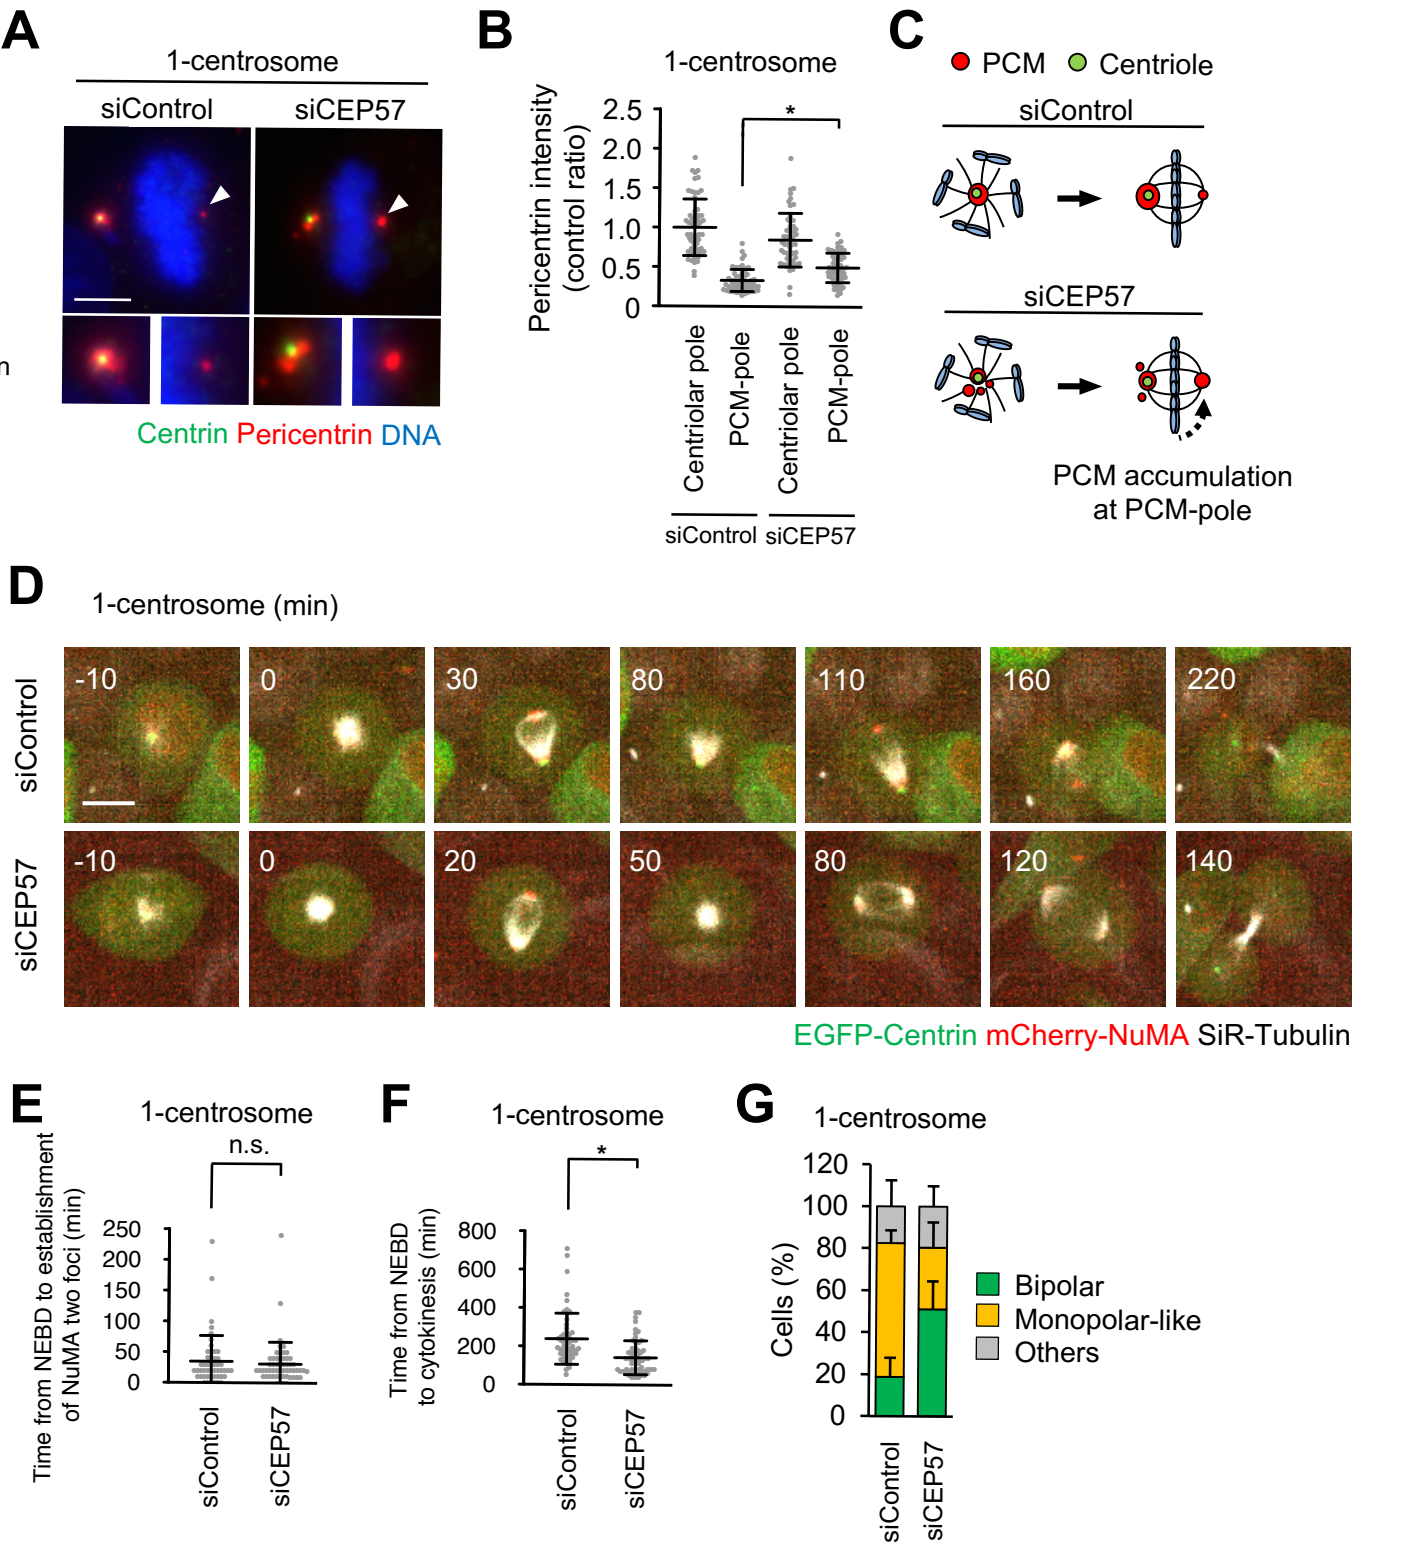 A
1-centrosome
siControl
siCEP57
n
Centrin Pericentrin DNA
B
1-centrosome
Pericentrin intensity
(control ratio)
2.5
2.0
1.5
1.0
0.5
0
*
Centriolar pole
PCM-pole
Centriolar pole
PCM-pole
siControl
siCEP57
C
PCM
Centriole
siControl
siCEP57
PCM accumulation
at PCM-pole
D
1-centrosome (min)
siControl
-10
0
30
80
110
160
220
siCEP57
-10
0
20
50
80
120
140
EGFP-Centrin mCherry-NuMA SiR-Tubulin
E
1-centrosome
n.s.
Time from NEBD to establishment
of NuMA two foci (min)
250
200
150
100
50
0
siControl
siCEP57
F
1-centrosome
*
Time from NEBD
to cytokinesis (min)
800
600
400
200
0
siControl
siCEP57
G
1-centrosome
Cells (%)
120
100
80
60
40
20
0
siControl
siCEP57
Bipolar
Monopolar-like
Others